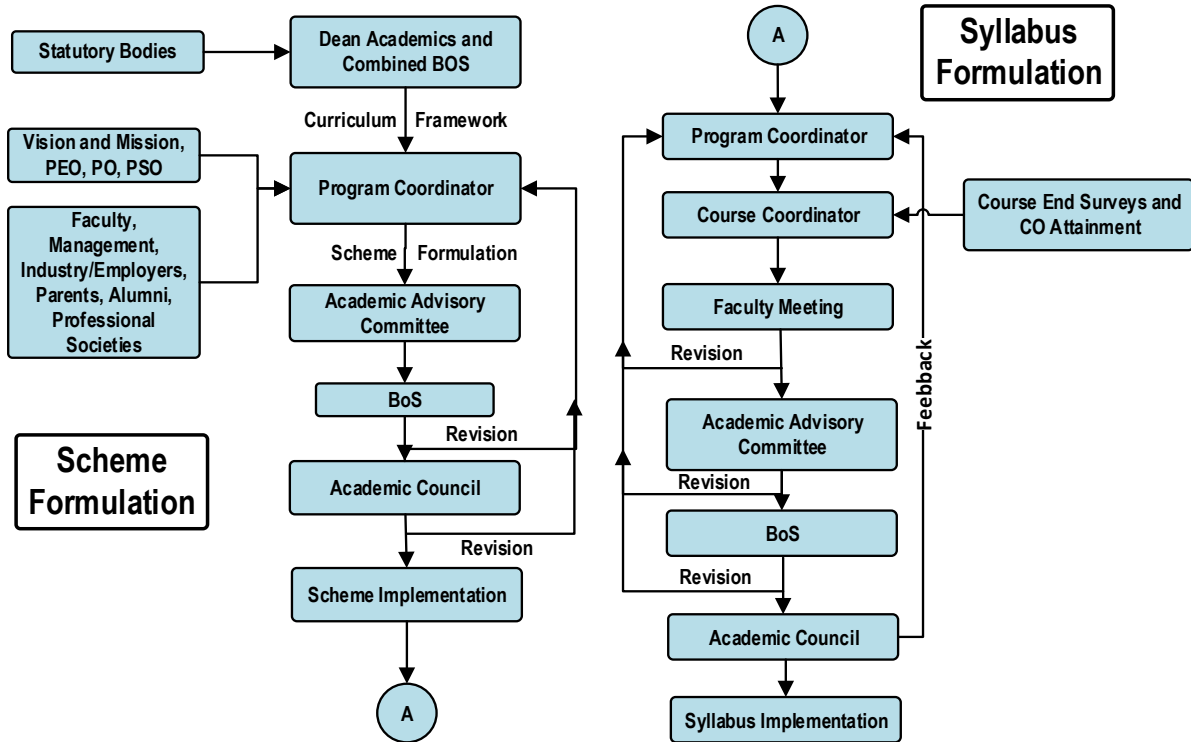 Statutory Bodies
Dean Academics and
Combined BOS
Curriculum Framework
Vision and Mission,
PEO, PO, PSO
Program Coordinator
Faculty,
Management,
Industry/Employers,
Parents, Alumni,
Professional
Societies
Scheme Formulation
Academic Advisory
Committee
BoS
Revision
Scheme
Formulation
Academic Council
Revision
Scheme Implementation
A
A
Syllabus
Formulation
Program Coordinator
Course Coordinator
Course End Surveys and
CO Attainment
Faculty Meeting
Revision
Feebback
Academic Advisory
Committee
Revision
BoS
Revision
Academic Council
Syllabus Implementation